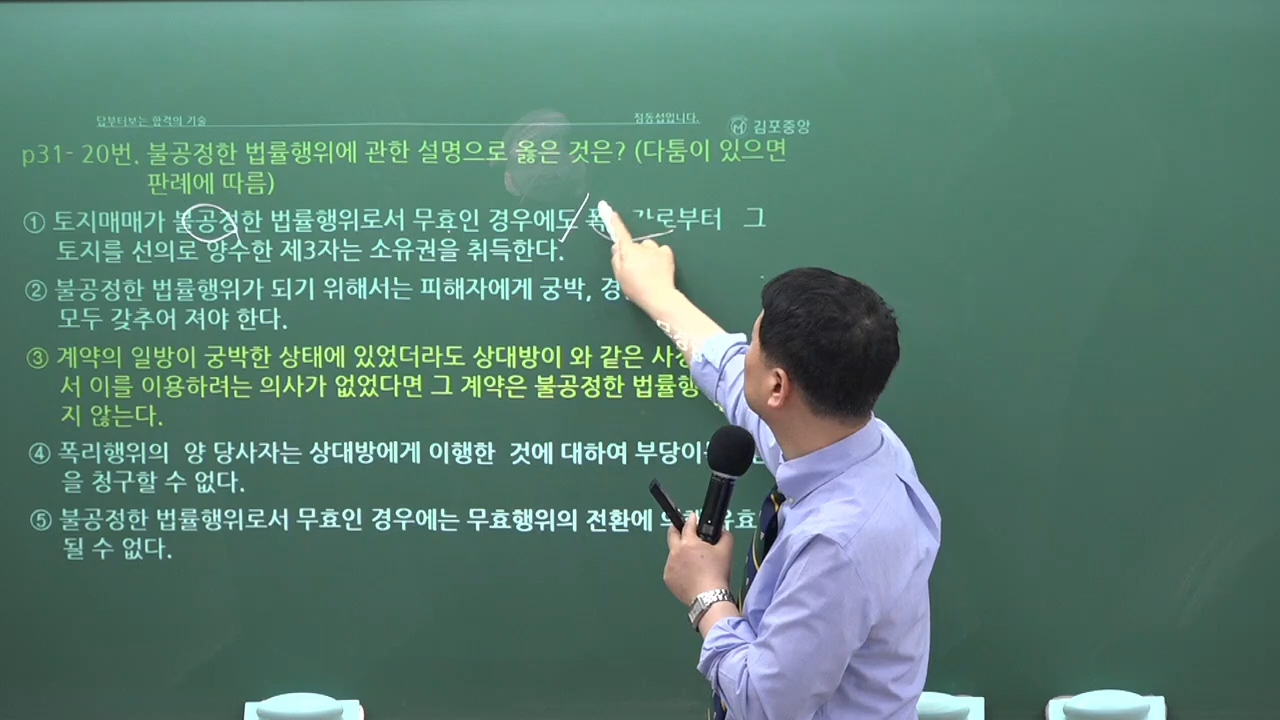 답부터보는 합격의 기술
정동섭입니다.
김포중앙
p31- 20번. 불공정한 법률행위에 관한 설명으로 옳은 것은? (다툼이 있으면
판례에 따름)
① 토지매매가 불공정한 법률행위로서 무효인 경우에도 폭 로부터 그
토지를 선의로 양수한 제3자는 소유권을 취득한다.
② 불공정한 법률행위가 되기 위해서는 피해자에게 궁박,
모두 갖추어 져야 한다.
③ 계약의 일방이 궁박한 상태에 있었더라도 상대방이 와 같은
서 이를 이용하려는 의사가 없었다면 그 계약은 불공정한
지 않는다.
④ 폭리행위의 양 당사자는 상대방에게 이행한 것에 대하여
을 청구할 수 없다.
⑤ 불공정한 법률행위로서 무효인 경우에는 무효행위의 전환에
될 수 없다.